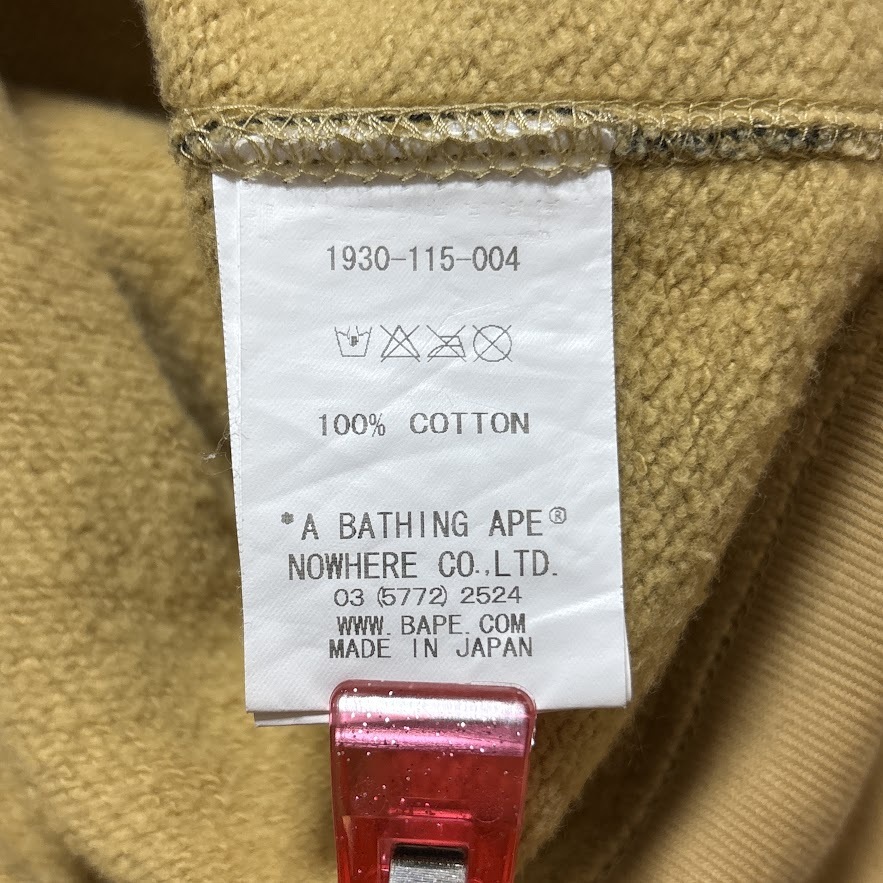 1930-115-004
P
100% COTTON
*A BATHING APE®
NOWHERE CO.,LTD.
03 (5772) 2524
WWW. BAPE. COM
MADE IN JAPAN